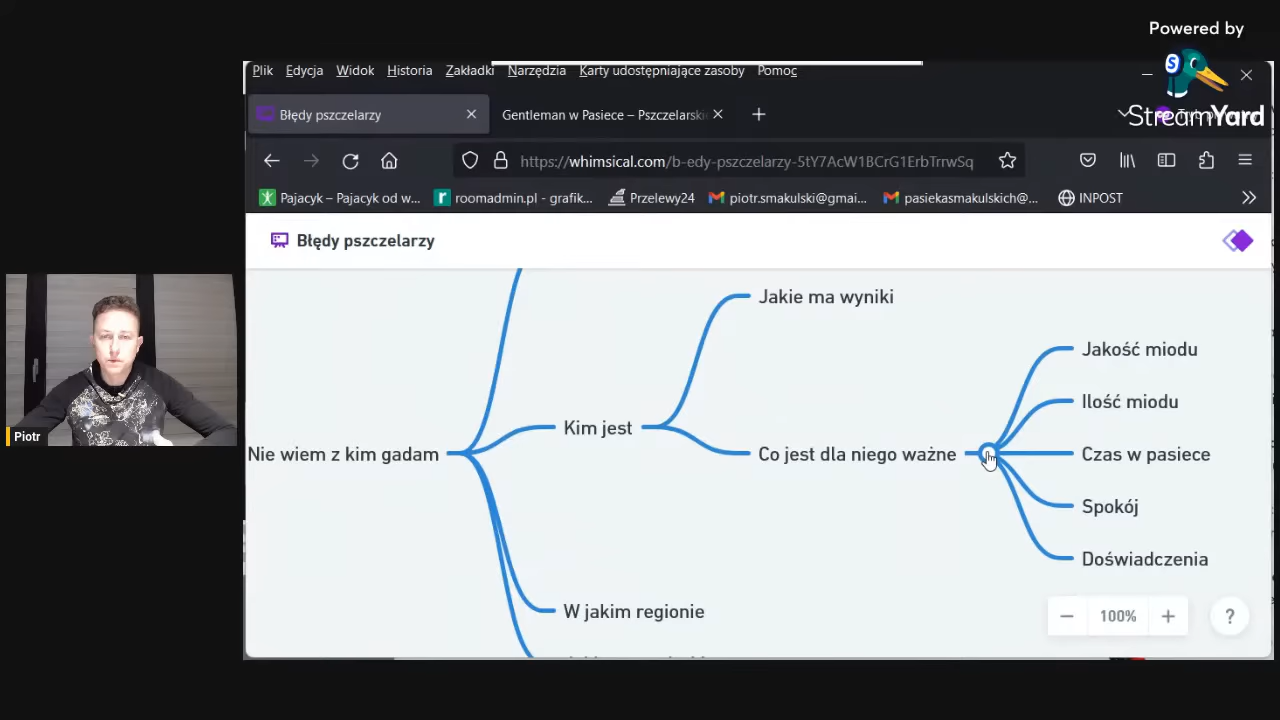 Powered by
StreamYard
Plik Edycja Widok Historia Zakładki Narzędzia Karty udostępniające zasoby Pomoc
Błędy pszczelarzy
Gentleman w Pasiece – Pszczelarski
https://whimsical.com/b-edy-pszczelarzy-5tY7AcW1BCrG1ErbTrrwSq
Pajacyk – Pajacyk od w...
roomadmin.pl - grafik...
Przelewy24
piotr.smakulski@gmai...
pasiekasmakulskich@...
INPOST
Błędy pszczelarzy
Jakie ma wyniki
Jakość miodu
Ilość miodu
Kim jest
Nie wiem z kim gadam
Co jest dla niego ważne
Czas w pasiece
Spokój
Doświadczenia
W jakim regionie
100%
?
Piotr